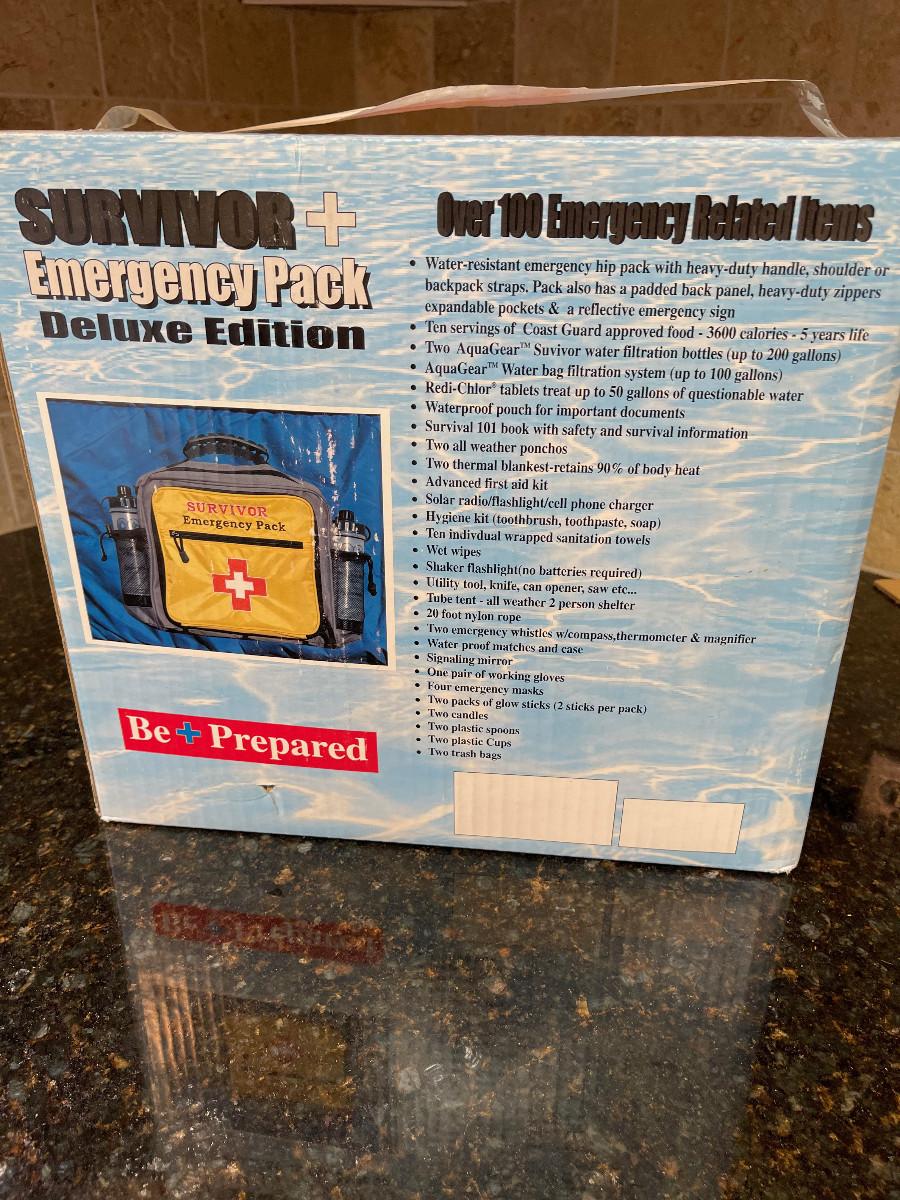 SURVIVOR +
Emergency Pack
Deluxe Edition
SURVIVOR
Emergency Pack
Be + Prepared
Over 100 Emergency Related Items
• Water-resistant emergency hip pack with heavy-duty handle, shoulder or
backpack straps. Pack also has a padded back panel, heavy-duty zippers
expandable pockets & a reflective emergency sign
• Ten servings of Coast Guard approved food - 3600 calories - 5 years life
• Two AquaGear™ Suvivor water filtration bottles (up to 200 gallons)
• AquaGear™ Water bag filtration system (up to 100 gallons)
• Redi-Chlor® tablets treat up to 50 gallons of questionable water
• Waterproof pouch for important documents
• Survival 101 book with safety and survival information
• Two all weather ponchos
• Two thermal blankest-retains 90% of body heat
• Advanced first aid kit
• Solar radio/flashlight/cell phone charger
• Hygiene kit (toothbrush, toothpaste, soap)
• Ten indivdual wrapped sanitation towels
• Wet wipes
• Shaker flashlight(no batteries required)
• Utility tool, knife, can opener, saw etc...
• Tube tent - all weather 2 person shelter
• 20 foot nylon rope
• Two emergency whistles w/compass,thermometer & magnifier
• Water proof matches and case
• Signaling mirror
• One pair of working gloves
• Four emergency masks
• Two packs of glow sticks (2 sticks per pack)
• Two candles
• Two plastic spoons
• Two plastic Cups
• Two trash bags